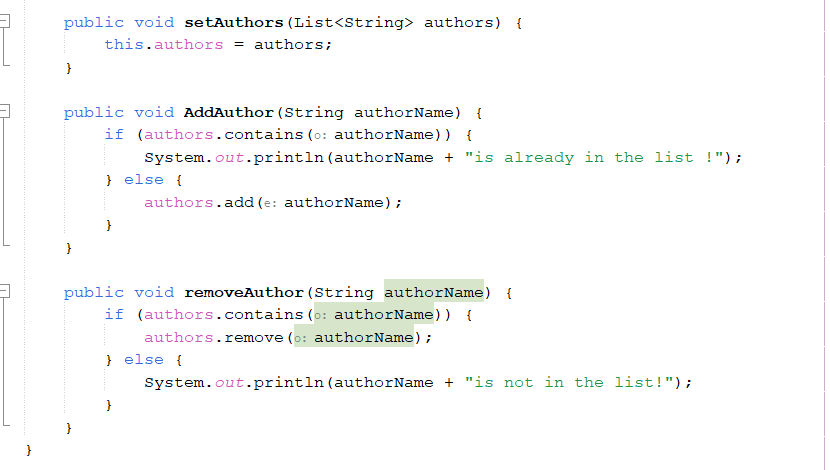 public void setAuthors(List<String> authors) {
this.authors = authors;
}
public void AddAuthor(String authorName) {
if (authors.contains(o: authorName)) {
System.out.println(authorName + "is already in the list !");
} else {
authors.add(e: authorName);
}
}
public void removeAuthor(String authorName) {
if (authors.contains(o: authorName)) {
authors.remove(o: authorName);
} else {
System.out.println(authorName + "is not in the list!");
}
}
}